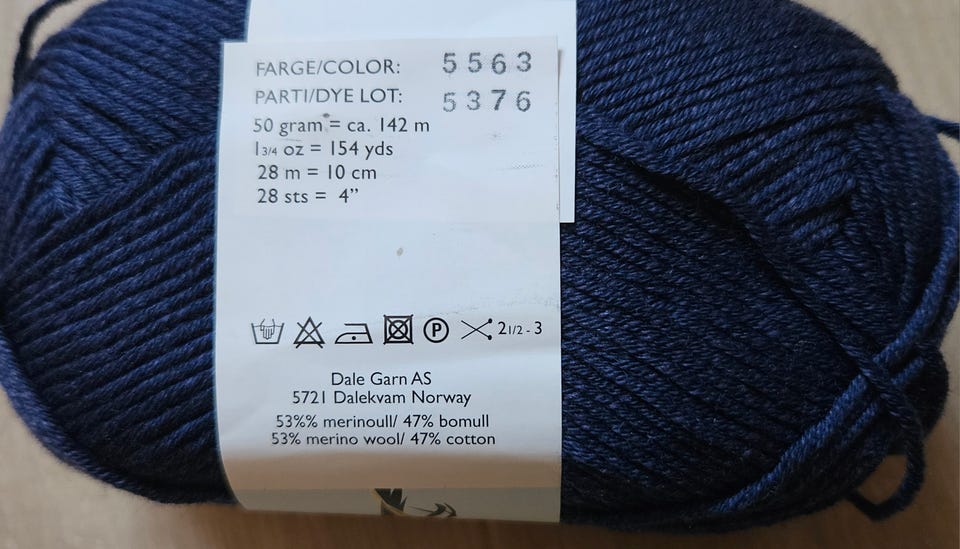 FARGE/COLOR: 5563
PARTI/DYE LOT: 5376
50 gram = ca. 142 m
1 3/4 oz = 154 yds
28 m = 10 cm
28 sts = 4”
P 2 1/2 - 3
Dale Garn AS
5721 Dalekvam Norway
53%% merinoull/ 47% bomull
53% merino wool/ 47% cotton